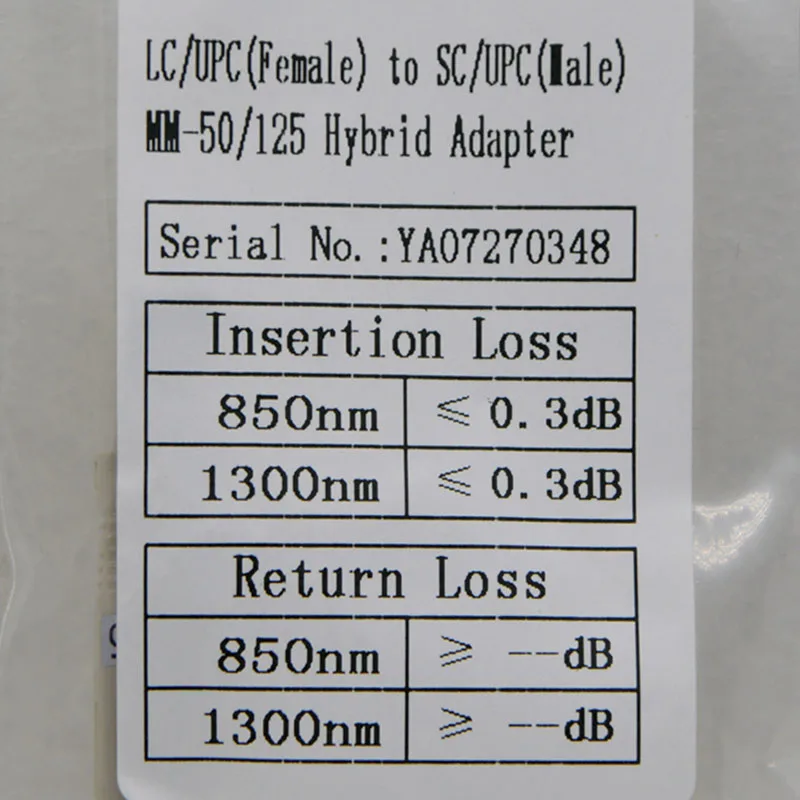 LC/UPC(Female) to SC/UPC(Male)
MM-50/125 Hybrid Adapter
Serial No.:YA07270348
Insertion Loss
850nm ≤ 0.3dB
1300nm ≤ 0.3dB
Return Loss
850nm ≥ --dB
1300nm ≥ --dB